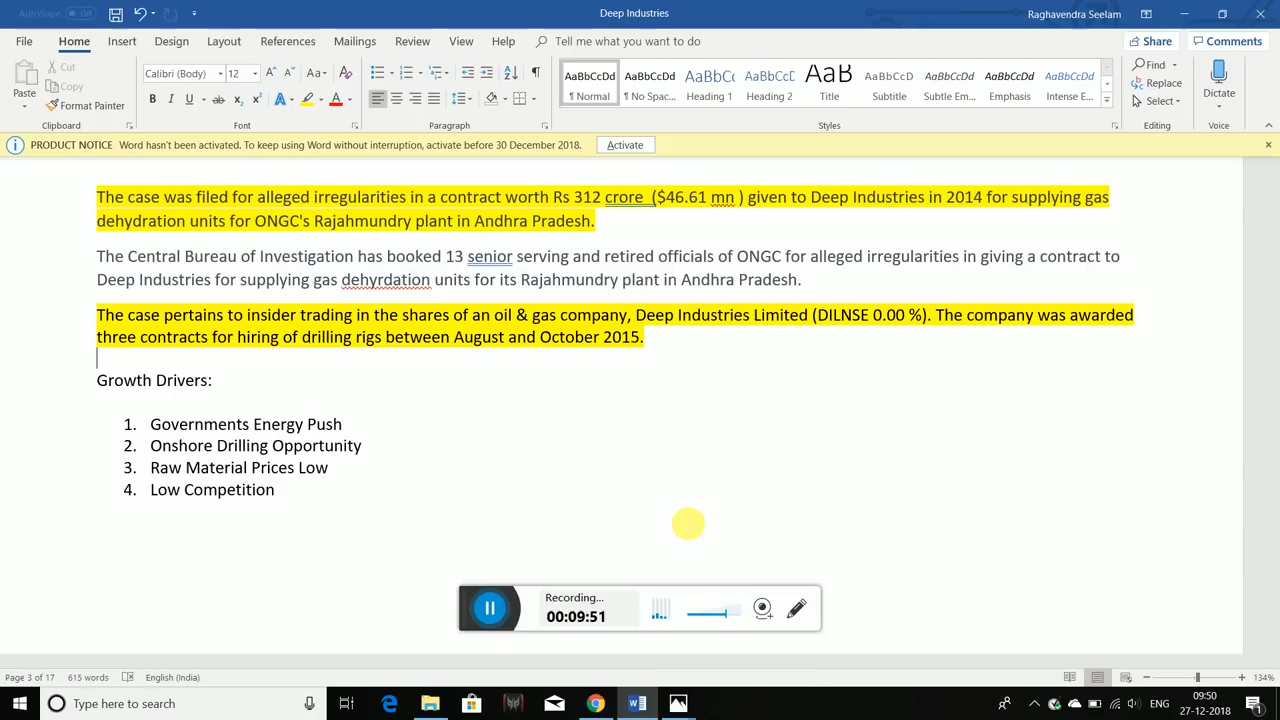 AutoSave Off
Deep Industries
Raghavendra Seelam
File Home Insert Design Layout References Mailings Review View Help Tell me what you want to do Share Comments
Paste
Cut
Copy
Format Painter
Clipboard
Calibri (Body) 12
Font
Paragraph
AaBbCcDd AaBbCcDd AaBbCc AaBbCcD AaB AaBbCcDd AaBbCcDd AaBbCcDd AaBbCcDd
¶ Normal ¶ No Spac... Heading 1 Heading 2 Title Subtitle Subtle Em... Emphasis Intense E...
Styles
Find
Replace
Select
Editing
Dictate
Voice
PRODUCT NOTICE Word hasn't been activated. To keep using Word without interruption, activate before 30 December 2018. Activate
The case was filed for alleged irregularities in a contract worth Rs 312 crore ($46.61 mn ) given to Deep Industries in 2014 for supplying gas
dehydration units for ONGC's Rajahmundry plant in Andhra Pradesh.
The Central Bureau of Investigation has booked 13 senior serving and retired officials of ONGC for alleged irregularities in giving a contract to
Deep Industries for supplying gas dehyrdation units for its Rajahmundry plant in Andhra Pradesh.
The case pertains to insider trading in the shares of an oil & gas company, Deep Industries Limited (DILNSE 0.00 %). The company was awarded
three contracts for hiring of drilling rigs between August and October 2015.
Growth Drivers:
1. Governments Energy Push
2. Onshore Drilling Opportunity
3. Raw Material Prices Low
4. Low Competition
Recording...
00:09:51
Page 3 of 17 615 words English (India) 134%
Type here to search
ENG
09:50
27-12-2018